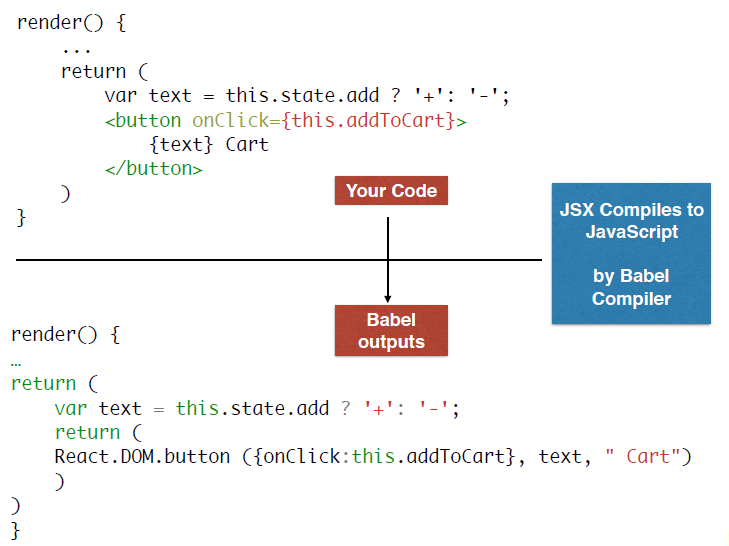 render() {
    ...
    return (
        var text = this.state.add ? '+': '-';
        <button onClick={this.addToCart}>
            {text} Cart
        </button>
    )
}
Your Code
JSX Compiles to
JavaScript
by Babel
Compiler
Babel
outputs
render() {
…
return (
    var text = this.state.add ? '+': '-';
    return (
    React.DOM.button ({onClick:this.addToCart}, text, " Cart")
    )
)
}